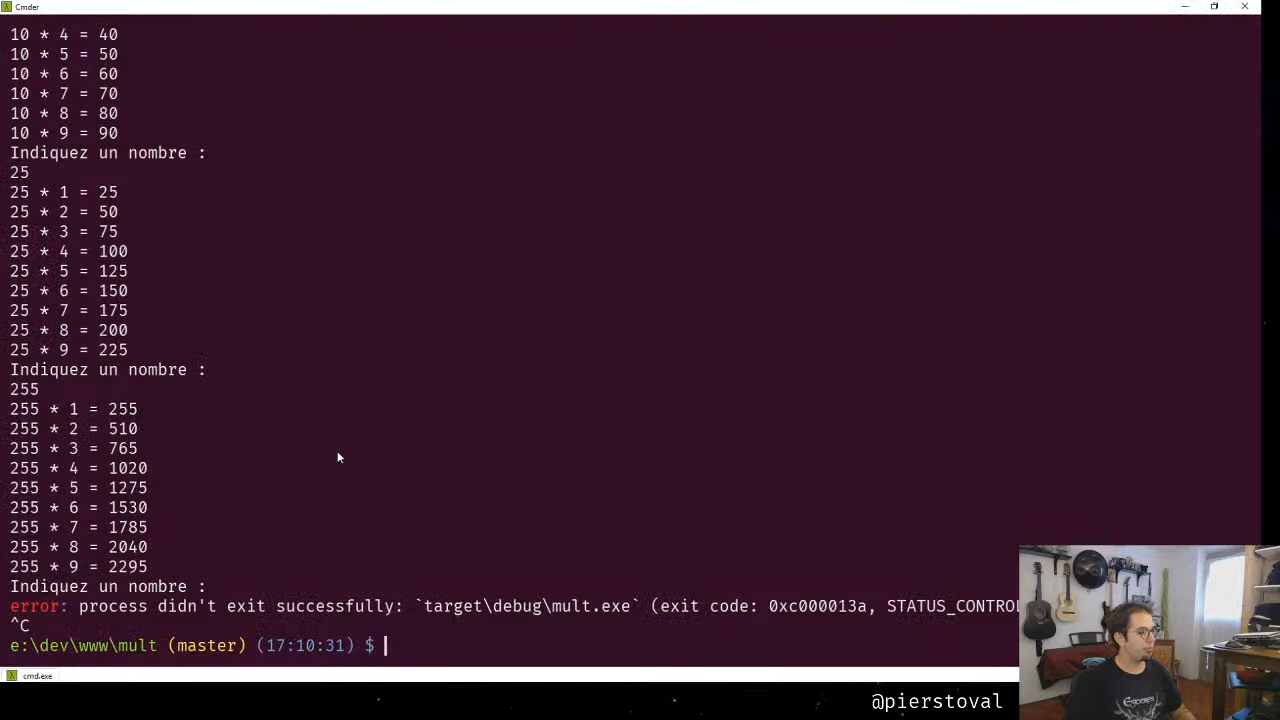 Cmder
10 * 4 = 40
10 * 5 = 50
10 * 6 = 60
10 * 7 = 70
10 * 8 = 80
10 * 9 = 90
Indiquez un nombre :
25
25 * 1 = 25
25 * 2 = 50
25 * 3 = 75
25 * 4 = 100
25 * 5 = 125
25 * 6 = 150
25 * 7 = 175
25 * 8 = 200
25 * 9 = 225
Indiquez un nombre :
255
255 * 1 = 255
255 * 2 = 510
255 * 3 = 765
255 * 4 = 1020
255 * 5 = 1275
255 * 6 = 1530
255 * 7 = 1785
255 * 8 = 2040
255 * 9 = 2295
Indiquez un nombre :
error: process didn't exit successfully: `target\debug\mult.exe` (exit code: 0xc000013a, STATUS_CONTROL
^C
e:\dev\www\mult (master) (17:10:31) $
cmd.exe
@pierstoval